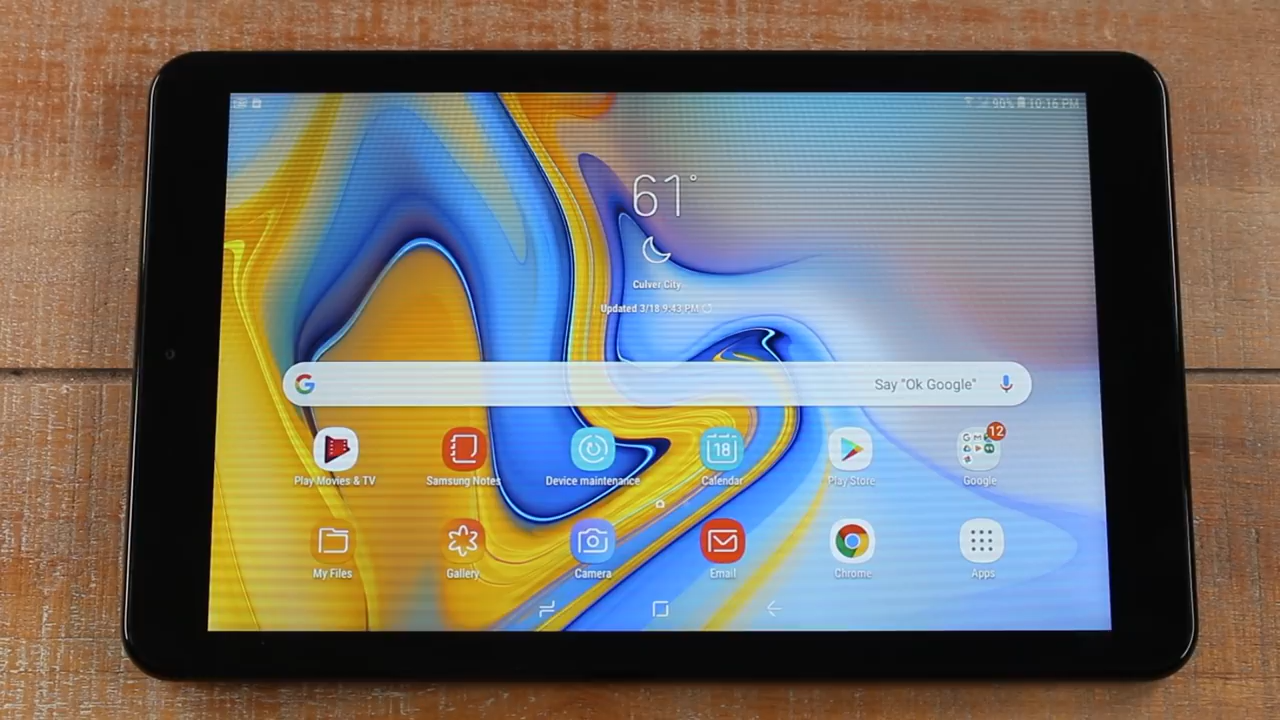 90% 10:16 PM
61°
Culver City
Updated 3/18 9:43 PM
G Say "Ok Google"
12
18
Play Movies & TV Samsung Notes Device maintenance Calendar Play Store Google
My Files Gallery Camera Email Chrome Apps